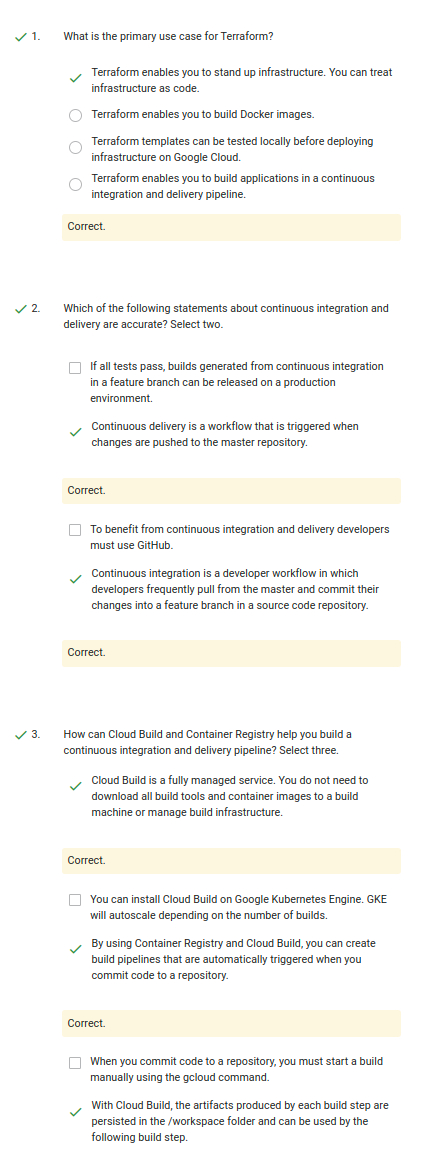 1. What is the primary use case for Terraform?
Terraform enables you to stand up infrastructure. You can treat
infrastructure as code.
Terraform enables you to build Docker images.
Terraform templates can be tested locally before deploying
infrastructure on Google Cloud.
Terraform enables you to build applications in a continuous
integration and delivery pipeline.
Correct.
2. Which of the following statements about continuous integration and
delivery are accurate? Select two.
If all tests pass, builds generated from continuous integration
in a feature branch can be released on a production
environment.
Continuous delivery is a workflow that is triggered when
changes are pushed to the master repository.
Correct.
To benefit from continuous integration and delivery developers
must use GitHub.
Continuous integration is a developer workflow in which
developers frequently pull from the master and commit their
changes into a feature branch in a source code repository.
Correct.
3. How can Cloud Build and Container Registry help you build a
continuous integration and delivery pipeline? Select three.
Cloud Build is a fully managed service. You do not need to
download all build tools and container images to a build
machine or manage build infrastructure.
Correct.
You can install Cloud Build on Google Kubernetes Engine. GKE
will autoscale depending on the number of builds.
By using Container Registry and Cloud Build, you can create
build pipelines that are automatically triggered when you
commit code to a repository.
Correct.
When you commit code to a repository, you must start a build
manually using the gcloud command.
With Cloud Build, the artifacts produced by each build step are
persisted in the /workspace folder and can be used by the
following build step.